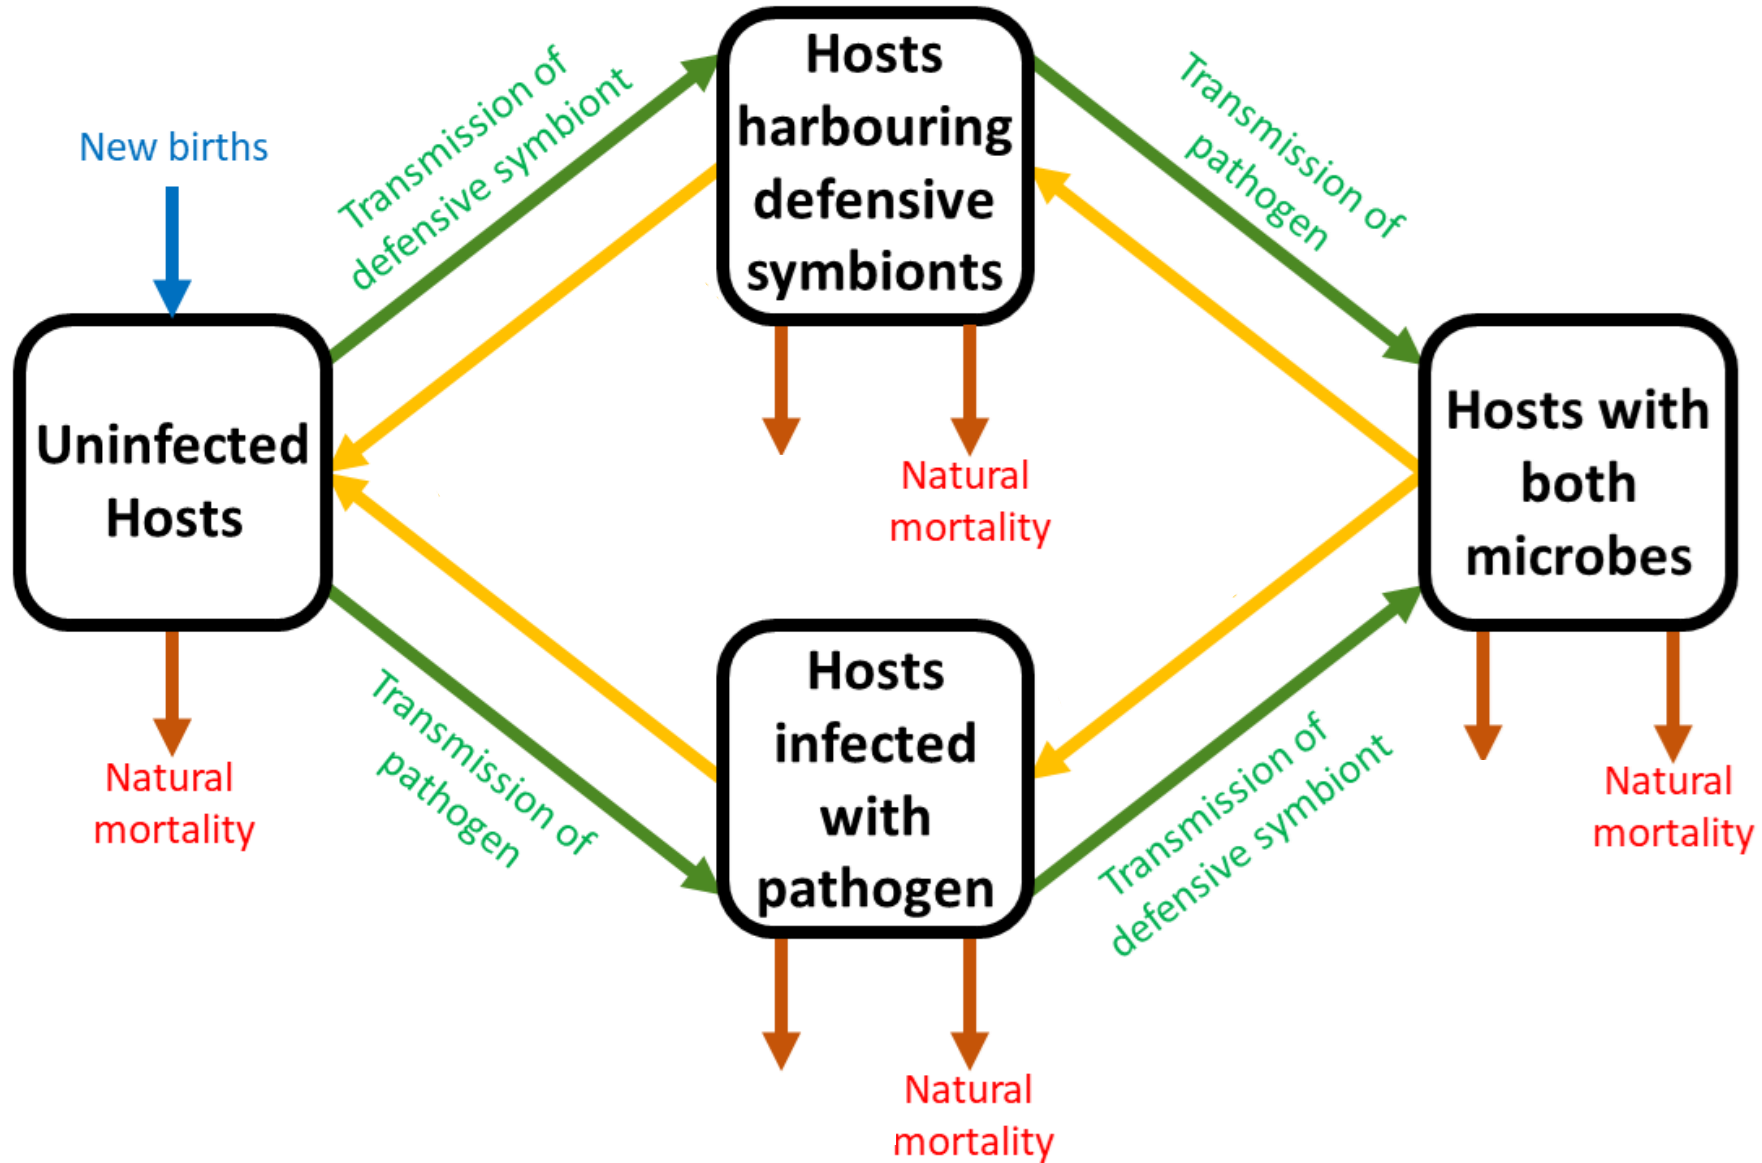 New births
Transmission of
defensive symbiont
Hosts
harbouring
defensive
symbionts
Transmission of
pathogen
Uninfected
Hosts
Natural
mortality
Hosts with
both
microbes
Natural
mortality
Transmission of
pathogen
Hosts
infected
with
pathogen
Transmission of
defensive symbiont
Natural
mortality
Natural
mortality